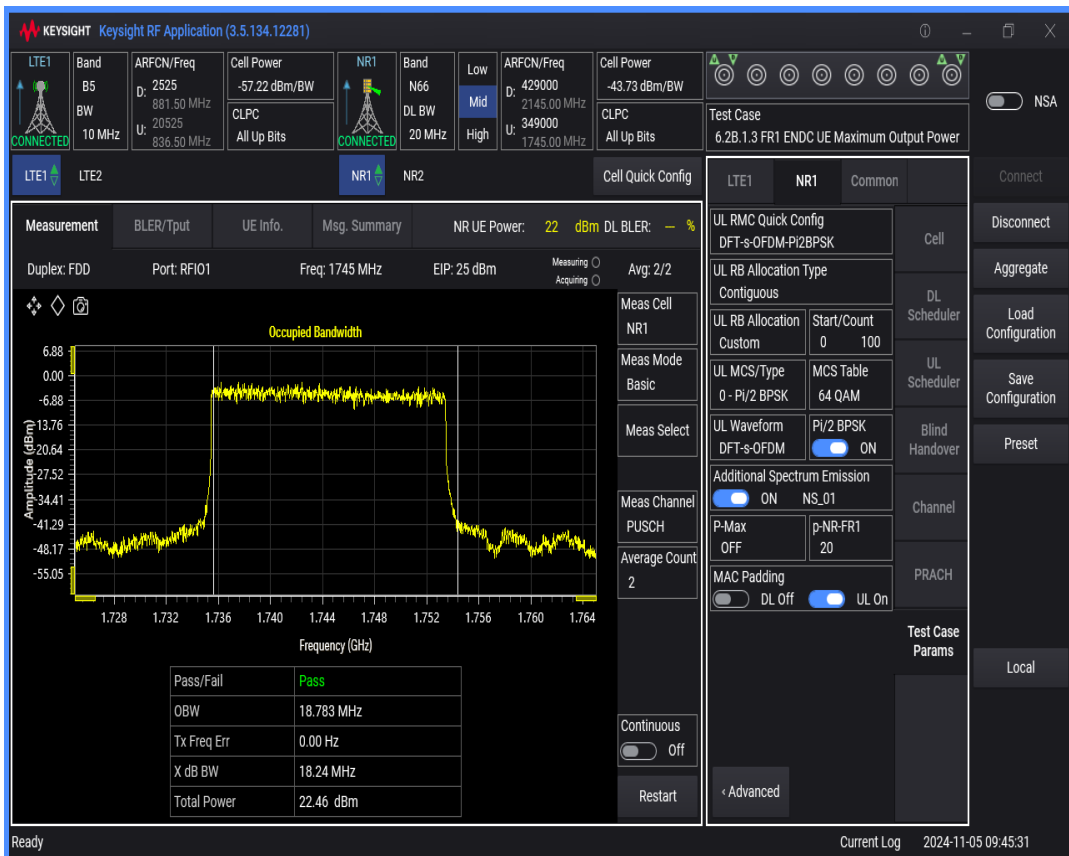 KEYSIGHT Keysight RF Application (3.5.134.12281)
LTE1 Band ARFCN/Freq Cell Power NR1 Band Low ARFCN/Freq Cell Power
B5 D: 2525 -57.22 dBm/BW N66 D: 429000 -43.73 dBm/BW
881.50 MHz Mid 2145.00 MHz NSA
BW U: 20525 CLPC DL BW U: 349000 CLPC Test Case
CONNECTED 10 MHz 836.50 MHz All Up Bits CONNECTED 20 MHz High 1745.00 MHz All Up Bits 6.2B.1.3 FR1 ENDC UE Maximum Output Power
LTE1 LTE2 NR1 NR2 Cell Quick Config
LTE1 NR1 Common Connect
Measurement BLER/Tput UE Info. Msg. Summary NR UE Power: 22 dBm DL BLER: -- %
Duplex: FDD Port: RFIO1 Freq: 1745 MHz EIP: 25 dBm Measuring Avg: 2/2
Acquiring
Occupied Bandwidth
Amplitude (dBm)
6.88
0.00
-6.88
-13.76
-20.64
-27.52
-34.41
-41.29
-48.17
-55.05
1.728 1.732 1.736 1.740 1.744 1.748 1.752 1.756 1.760 1.764
Frequency (GHz)
Pass/Fail Pass
OBW 18.783 MHz
Tx Freq Err 0.00 Hz
X dB BW 18.24 MHz
Total Power 22.46 dBm
Meas Cell
NR1
Meas Mode
Basic
Meas Select
Meas Channel
PUSCH
Average Count
2
Continuous
Off
Restart
UL RMC Quick Config
DFT-s-OFDM-Pi2BPSK
UL RB Allocation Type
Contiguous
UL RB Allocation Start/Count
Custom 0 100
UL MCS/Type MCS Table
0 - Pi/2 BPSK 64 QAM
UL Waveform Pi/2 BPSK
DFT-s-OFDM ON
Additional Spectrum Emission
ON NS_01
P-Max p-NR-FR1
OFF 20
MAC Padding
DL Off UL On
‹ Advanced
Cell
DL
Scheduler
UL
Scheduler
Blind
Handover
Channel
PRACH
Test Case
Params
Disconnect
Aggregate
Load
Configuration
Save
Configuration
Preset
Local
Ready Current Log 2024-11-05 09:45:31